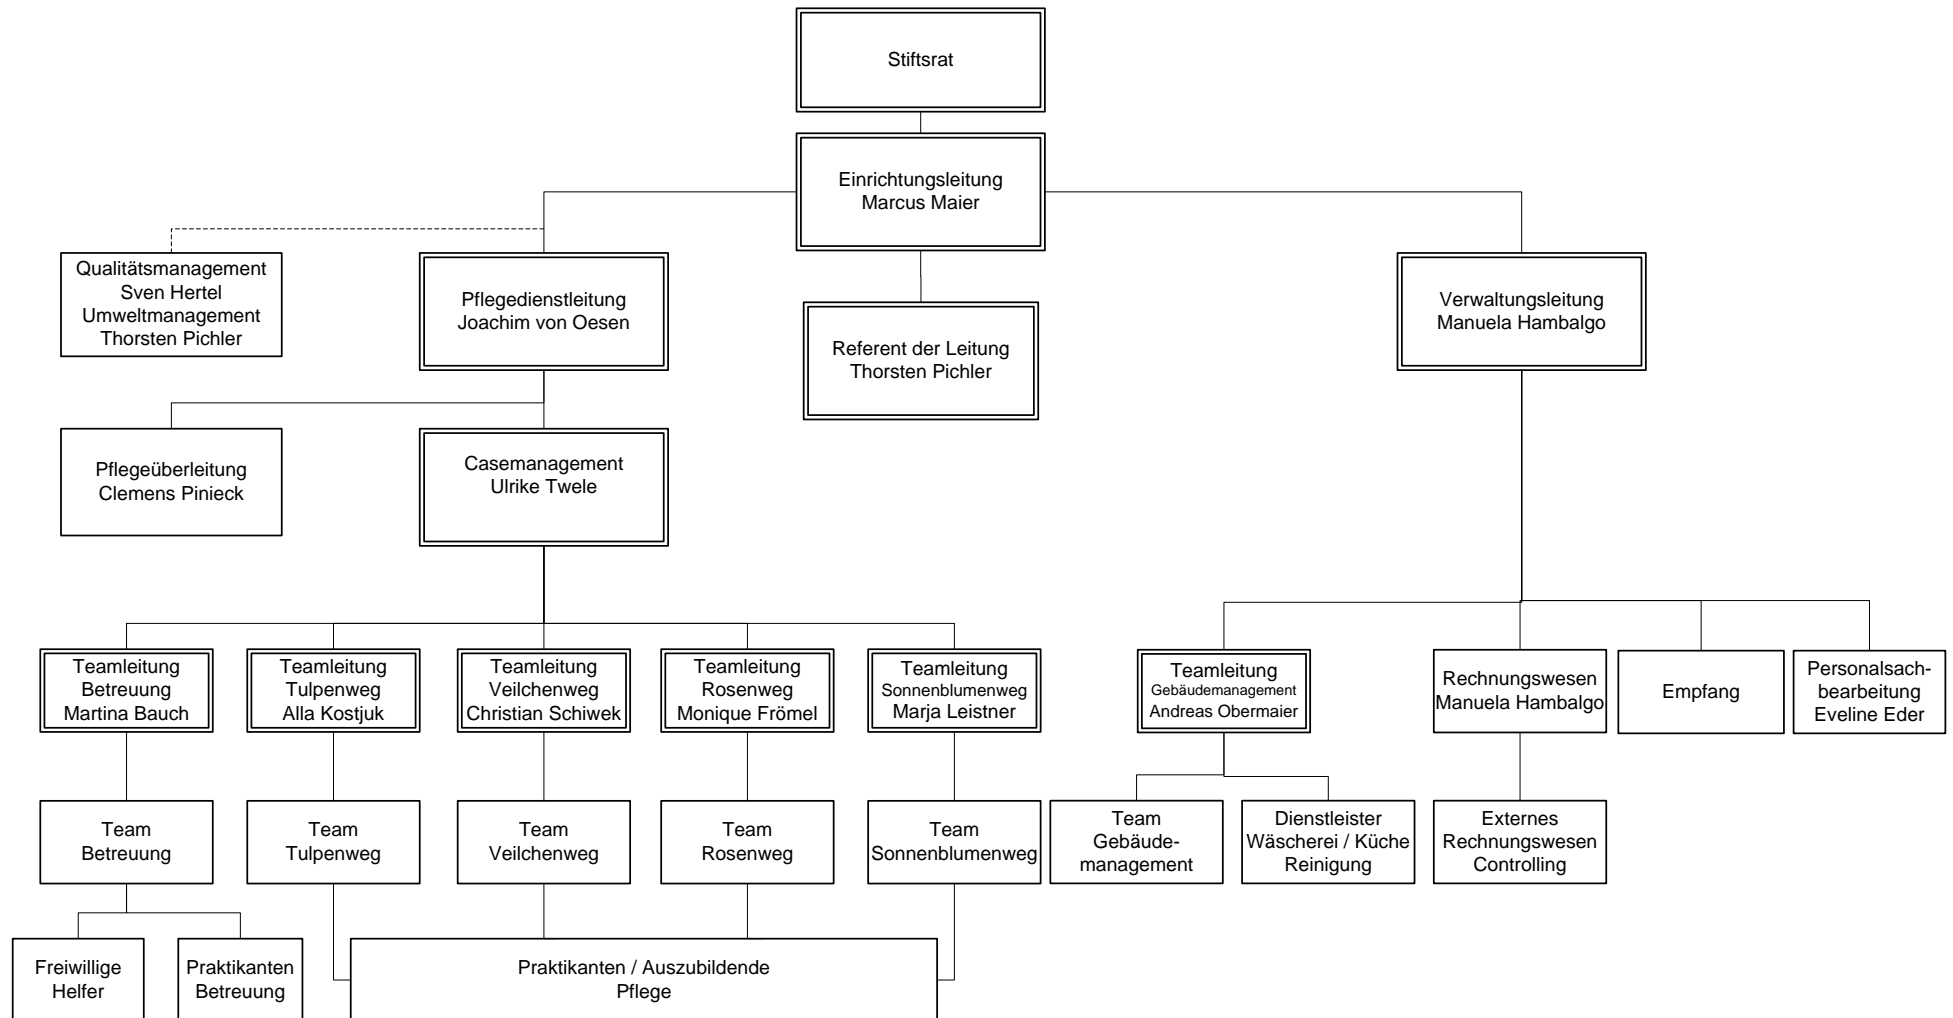 Stiftsrat
Einrichtungsleitung
Marcus Maier
Qualitätsmanagement
Sven Hertel
Umweltmanagement
Thorsten Pichler
Pflegedienstleitung
Joachim von Oesen
Referent der Leitung
Thorsten Pichler
Verwaltungsleitung
Manuela Hambalgo
Pflegeüberleitung
Clemens Pinieck
Casemanagement
Ulrike Twele
Teamleitung
Betreuung
Martina Bauch
Teamleitung
Tulpenweg
Alla Kostjuk
Teamleitung
Veilchenweg
Christian Schiwek
Teamleitung
Rosenweg
Monique Frömel
Teamleitung
Sonnenblumenweg
Marja Leistner
Teamleitung
Gebäudemanagement
Andreas Obermaier
Rechnungswesen
Manuela Hambalgo
Empfang
Personalsach-
bearbeitung
Eveline Eder
Team
Betreuung
Team
Tulpenweg
Team
Veilchenweg
Team
Rosenweg
Team
Sonnenblumenweg
Team
Gebäude-
management
Dienstleister
Wäscherei / Küche
Reinigung
Externes
Rechnungswesen
Controlling
Freiwillige
Helfer
Praktikanten
Betreuung
Praktikanten / Auszubildende
Pflege